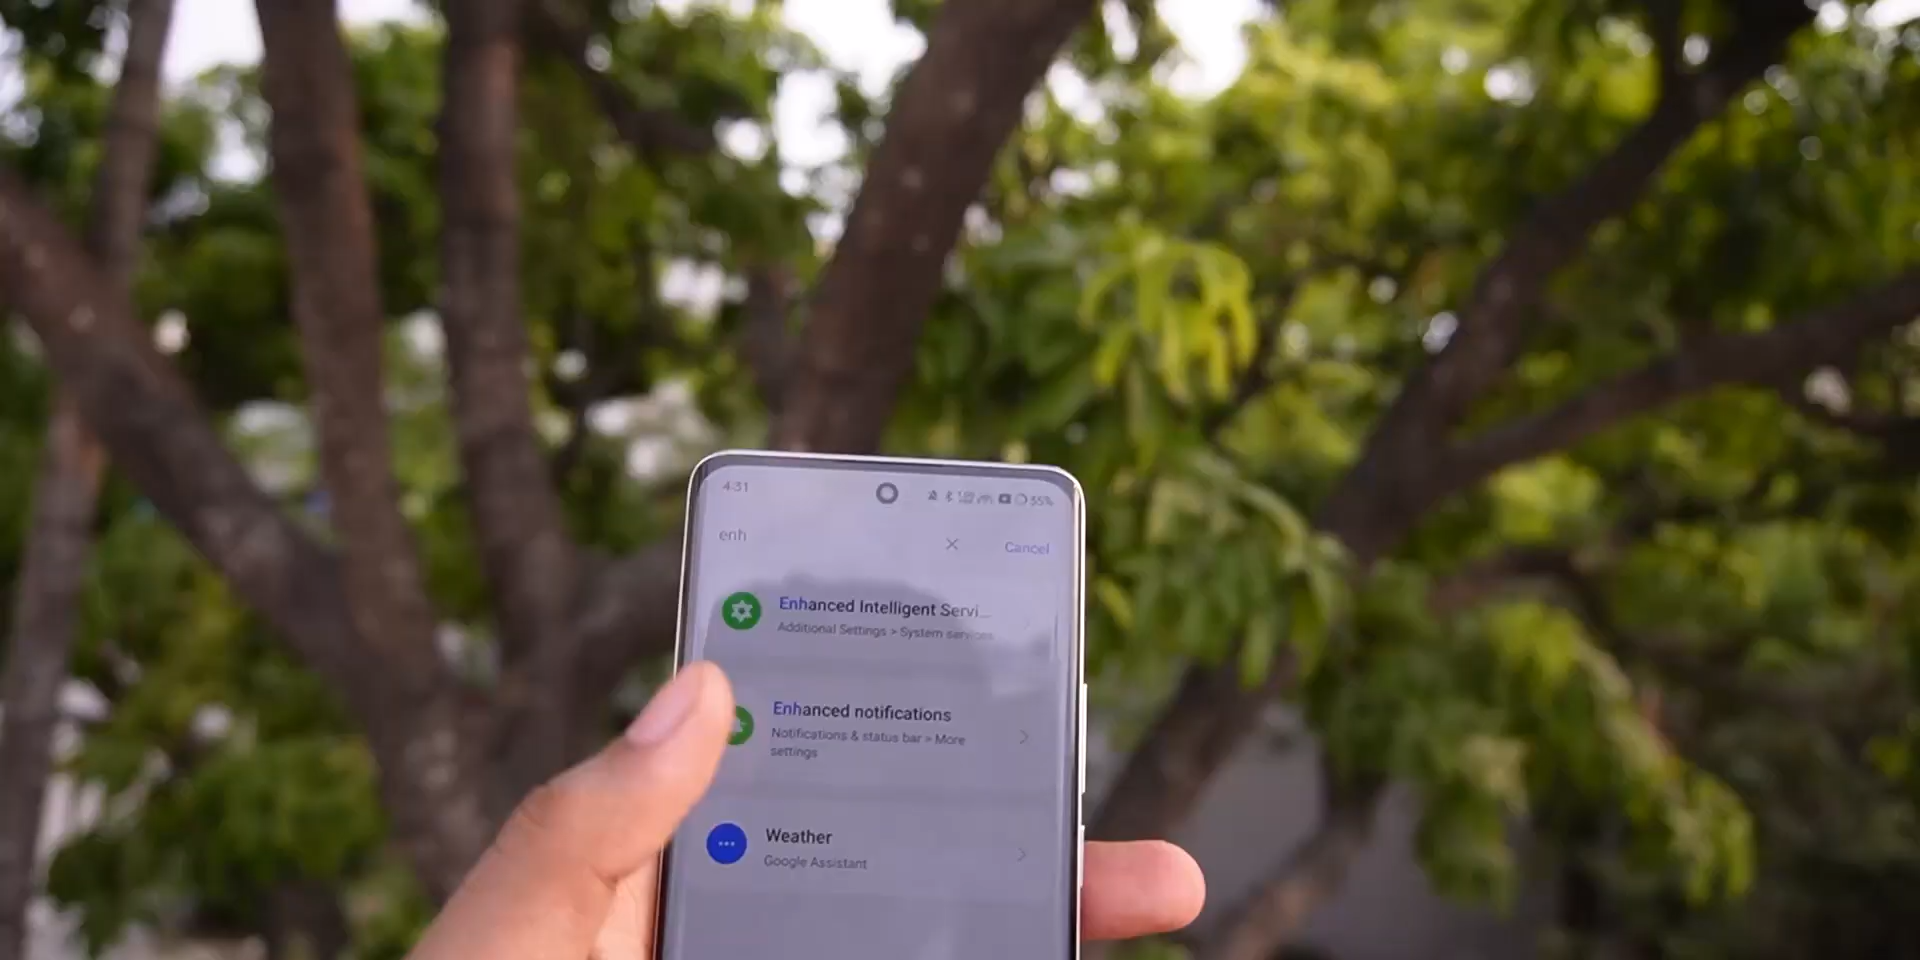 4:31
55%
enh
Cancel
Enhanced Intelligent Servi...
Additional Settings > System services
Enhanced notifications
Notifications & status bar > More
settings
Weather
Google Assistant